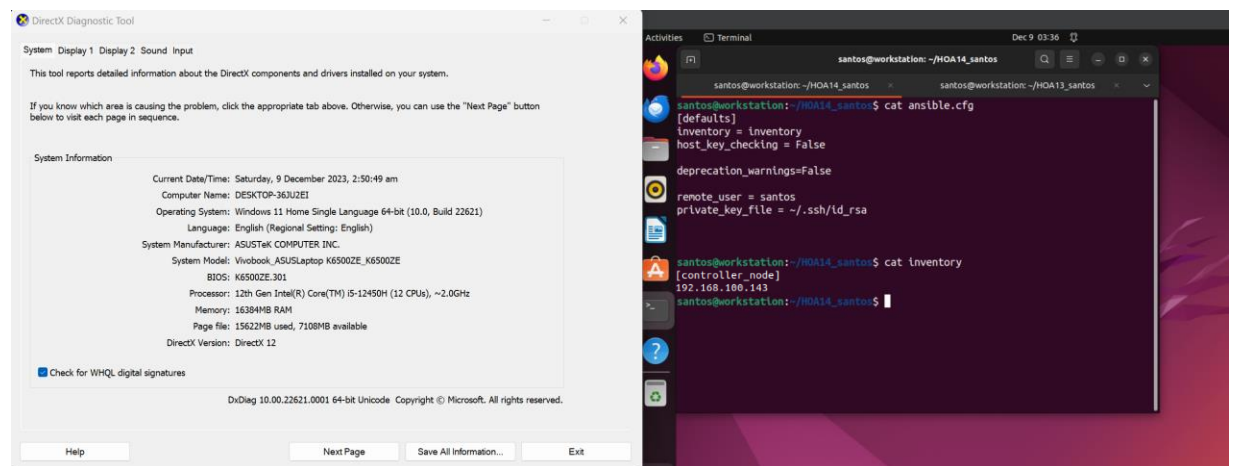 DirectX Diagnostic Tool
System Display 1 Display 2 Sound Input
This tool reports detailed information about the DirectX components and drivers installed on your system.
If you know which area is causing the problem, click the appropriate tab above. Otherwise, you can use the "Next Page" button
below to visit each page in sequence.
System Information
Current Date/Time: Saturday, 9 December 2023, 2:50:49 am
Computer Name: DESKTOP-36JU2EI
Operating System: Windows 11 Home Single Language 64-bit (10.0, Build 22621)
Language: English (Regional Setting: English)
System Manufacturer: ASUSTeK COMPUTER INC.
System Model: Vivobook_ASUSLaptop K6500ZE_K6500ZE
BIOS: K6500ZE.301
Processor: 12th Gen Intel(R) Core(TM) i5-12450H (12 CPUs), ~2.0GHz
Memory: 16384MB RAM
Page file: 15622MB used, 7108MB available
DirectX Version: DirectX 12
Check for WHQL digital signatures
DxDiag 10.00.22621.0001 64-bit Unicode Copyright © Microsoft. All rights reserved.
Help Next Page Save All Information... Exit
Activities Terminal Dec 9 03:36
santos@workstation: ~/HOA14_santos
santos@workstation: ~/HOA14_santos santos@workstation: ~/HOA13_santos
santos@workstation:~/HOA14_santos$ cat ansible.cfg
[defaults]
inventory = inventory
host_key_checking = False
deprecation_warnings=False
remote_user = santos
private_key_file = ~/.ssh/id_rsa
santos@workstation:~/HOA14_santos$ cat inventory
[controller_node]
192.168.100.143
santos@workstation:~/HOA14_santos$